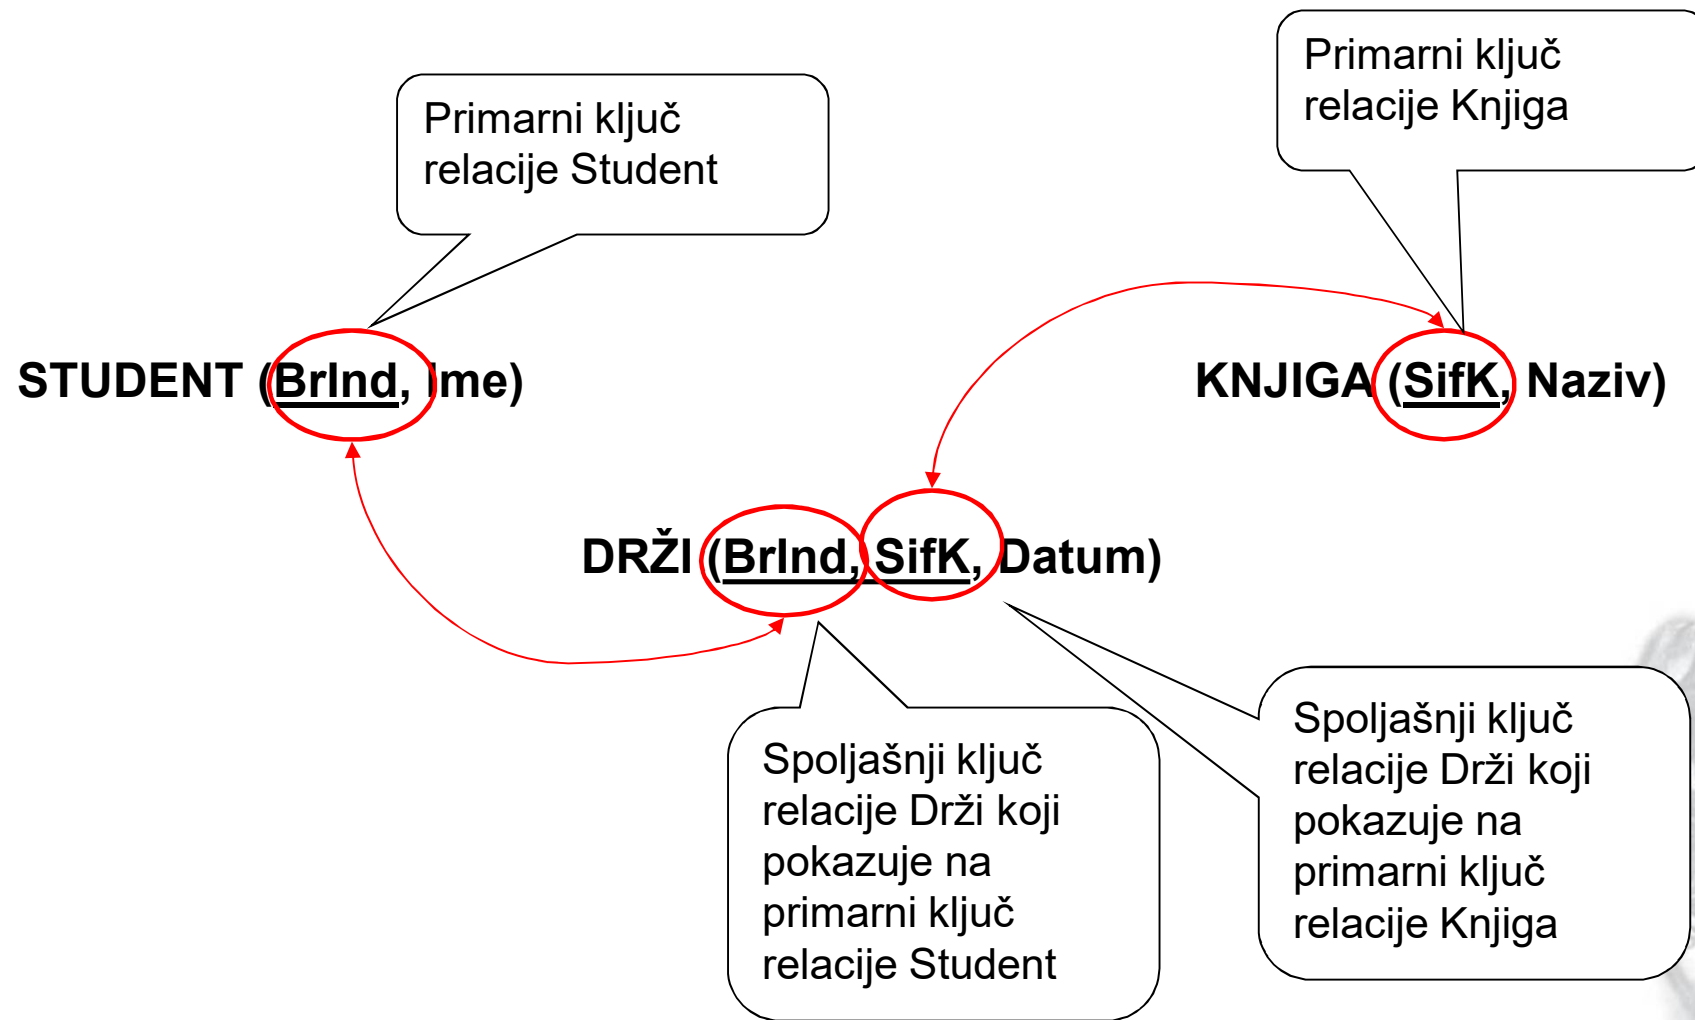 Primarni ključ
relacije Student
Primarni ključ
relacije Knjiga
STUDENT (BrInd, Ime)
KNJIGA (SifK, Naziv)
DRŽI (BrInd, SifK, Datum)
Spoljašnji ključ
relacije Drži koji
pokazuje na
primarni ključ
relacije Student
Spoljašnji ključ
relacije Drži koji
pokazuje na
primarni ključ
relacije Knjiga